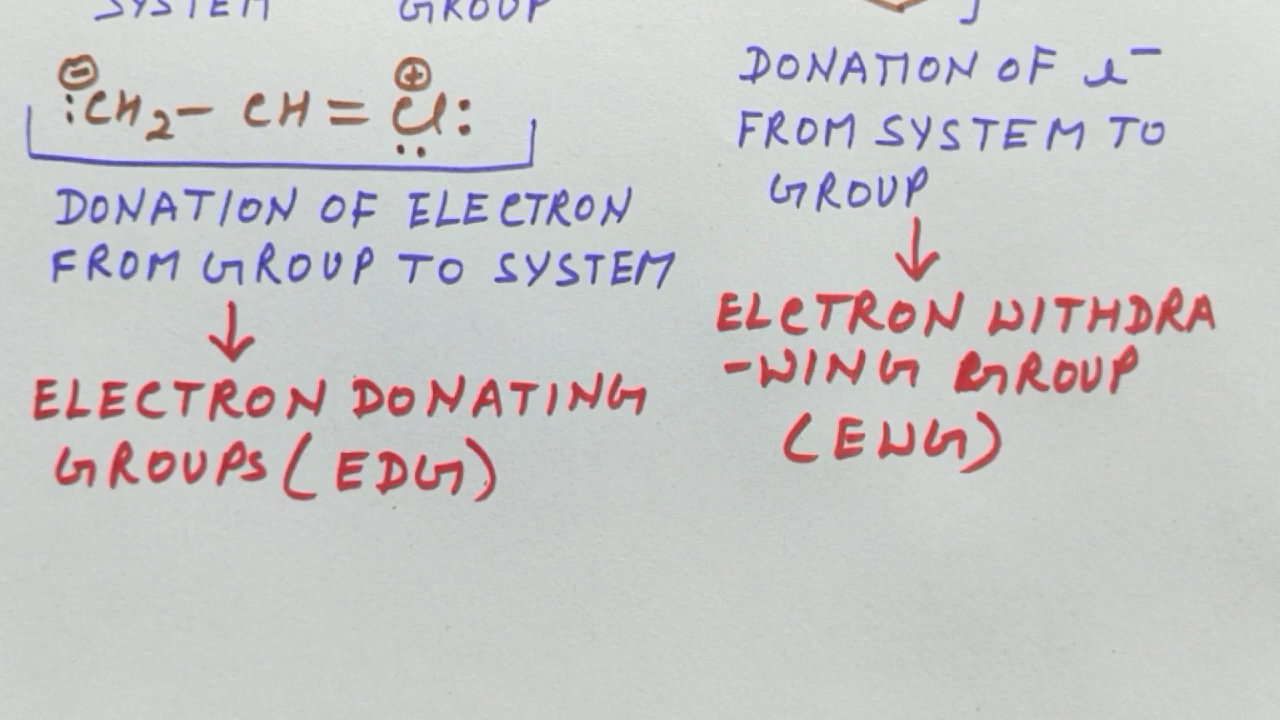 SYSTEM GROUP
⊖ ⊕
:CH2- CH = Cl:
DONATION OF ELECTRON
FROM GROUP TO SYSTEM
ELECTRON DONATING
GROUPS (EDG)
DONATION OF e⁻
FROM SYSTEM TO
GROUP
ELCTRON WITHDRA
-WING GROUP
(EWG)